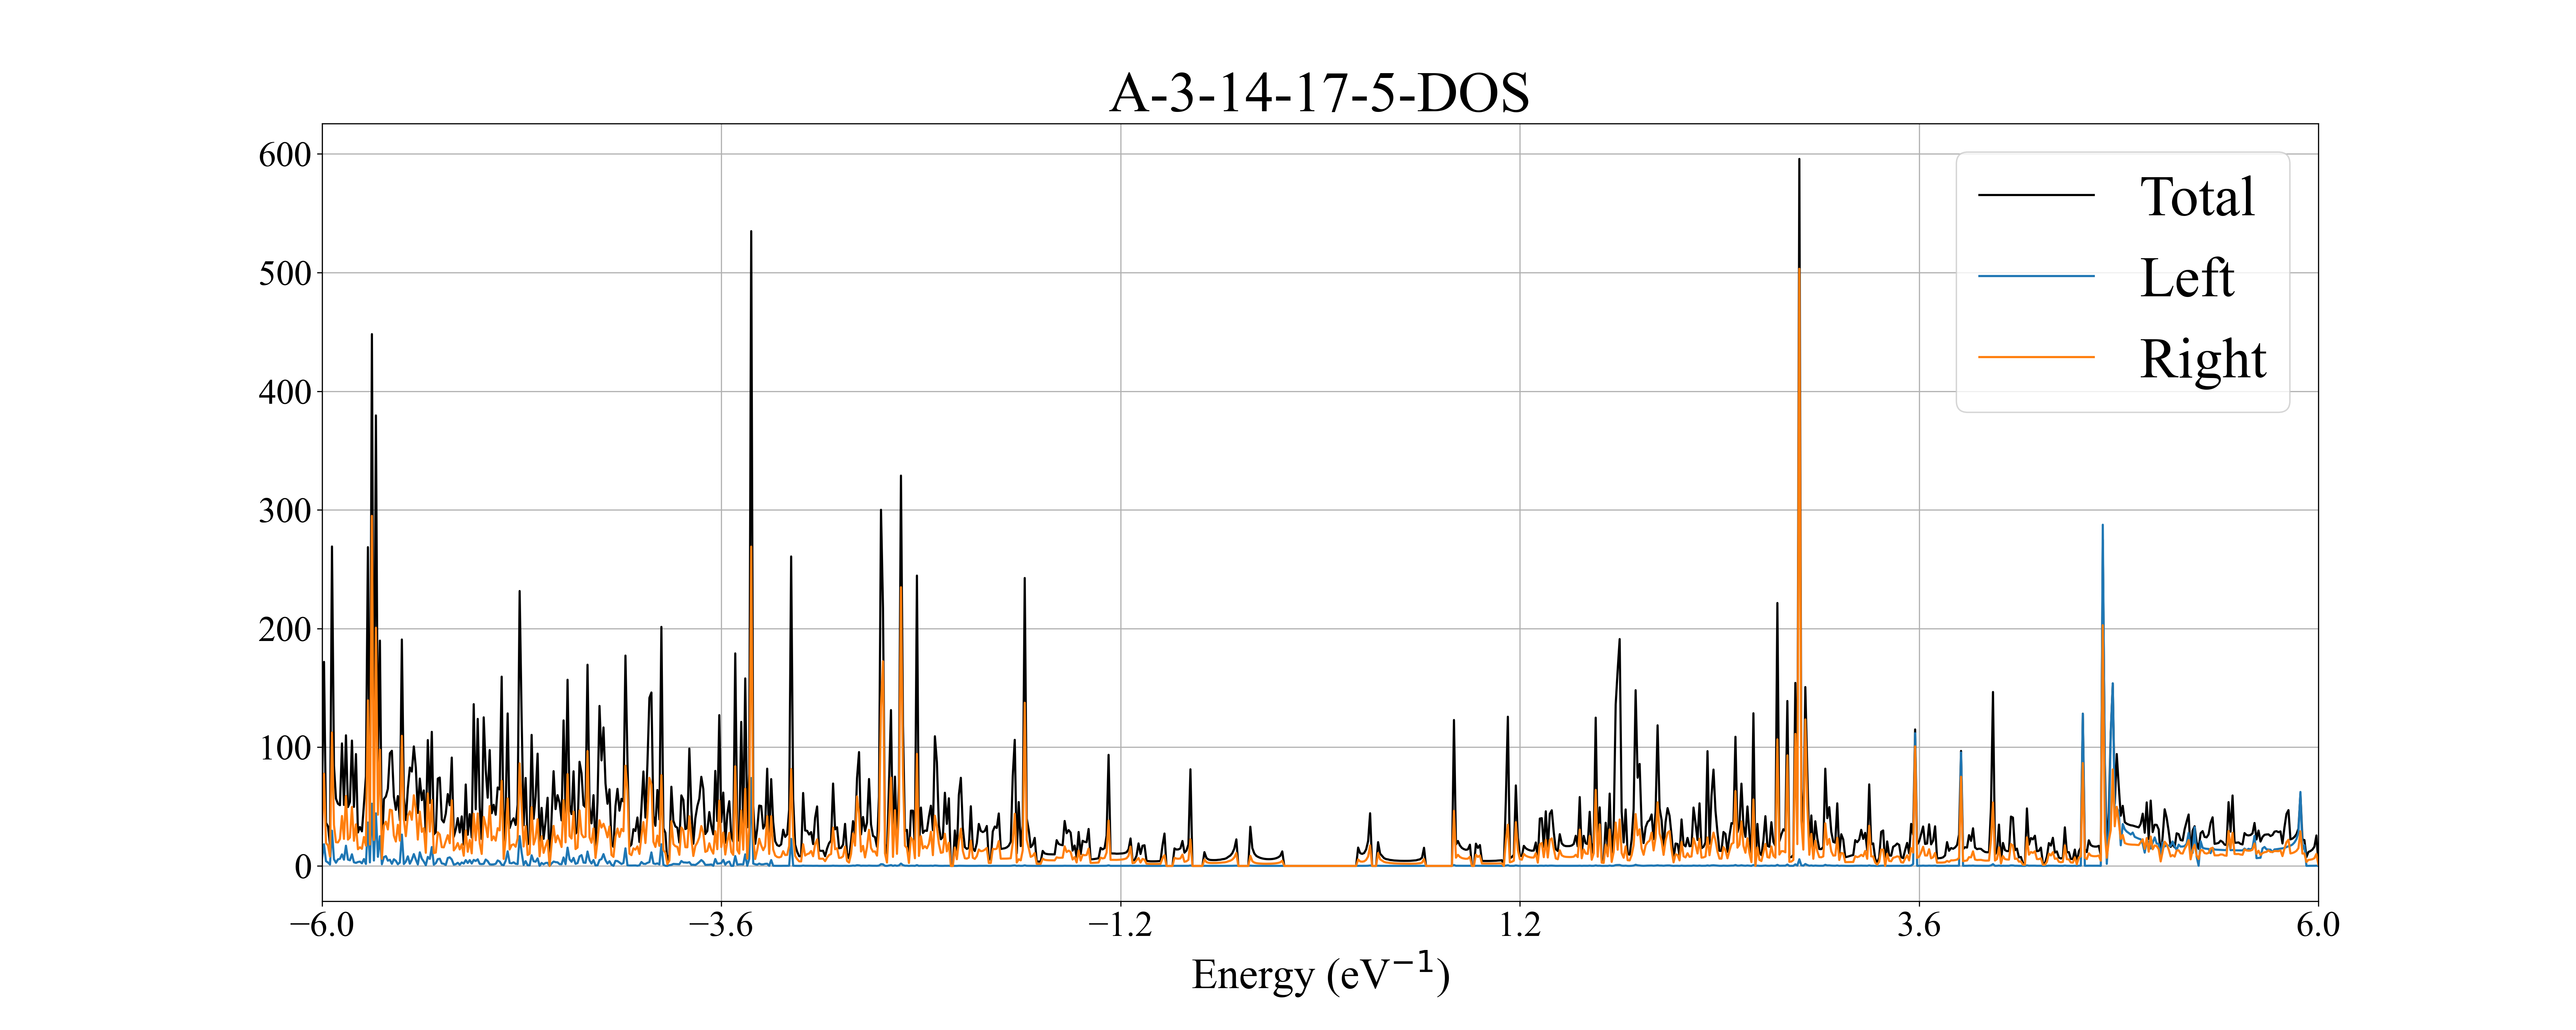 A-3-14-17-5-DOS
600
500
400
300
200
100
0
Total
Left
Right
−6.0 −3.6 −1.2 1.2 3.6 6.0
Energy (eV⁻¹)